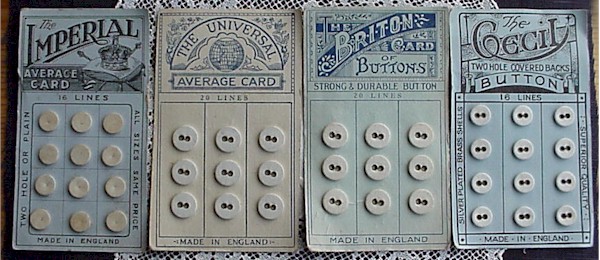 The
IMPERIAL
AVERAGE
CARD
16 LINES
TWO HOLE OR PLAIN
ALL SIZES SAME PRICE
MADE IN ENGLAND
THE UNIVERSAL
AVERAGE CARD
20 LINES
MADE IN ENGLAND
THE
BRITON
CARD
OF
BUTTONS
STRONG & DURABLE BUTTON
20 LINES
MADE IN ENGLAND
The
CECIL
TWO HOLE COVERED BACKS
BUTTON
16 LINES
SILVER PLATED BRASS SHELLS
SUPERIOR QUALITY
MADE - IN - ENGLAND